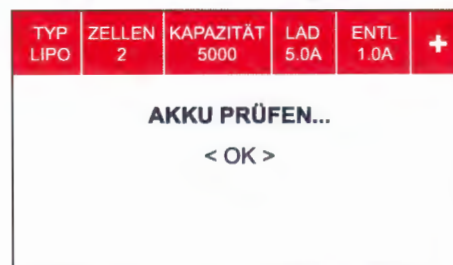 TYP ZELLEN KAPAZITÄT LAD ENTL +
LIPO 2 5000 5.0A 1.0A
AKKU PRÜFEN...
< OK >